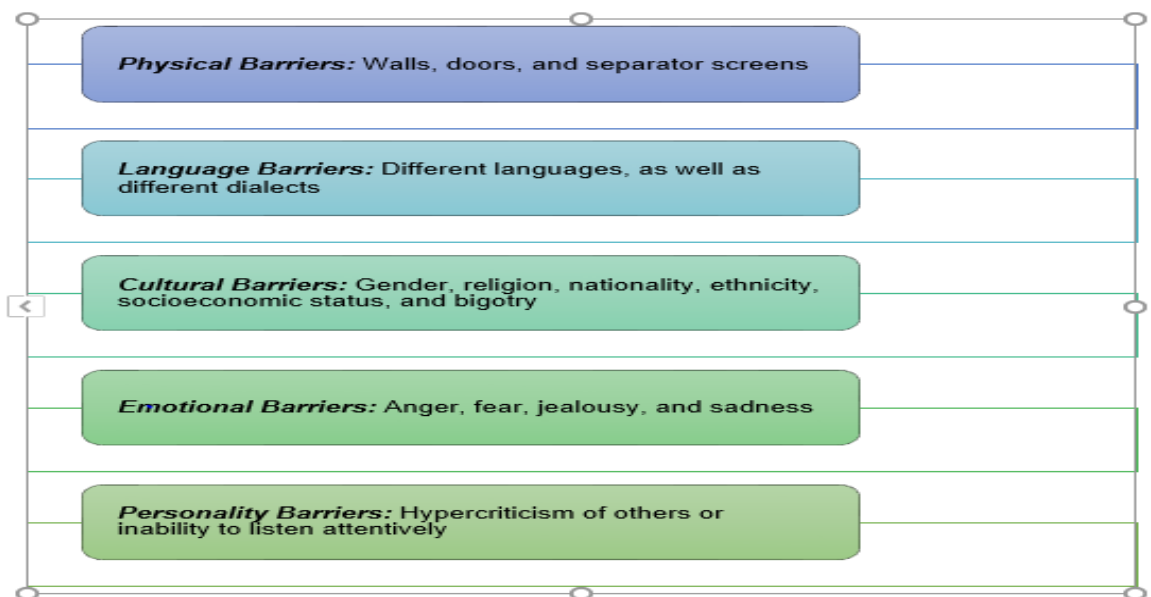 Physical Barriers: Walls, doors, and separator screens
Language Barriers: Different languages, as well as
different dialects
Cultural Barriers: Gender, religion, nationality, ethnicity,
socioeconomic status, and bigotry
Emotional Barriers: Anger, fear, jealousy, and sadness
Personality Barriers: Hypercriticism of others or
inability to listen attentively